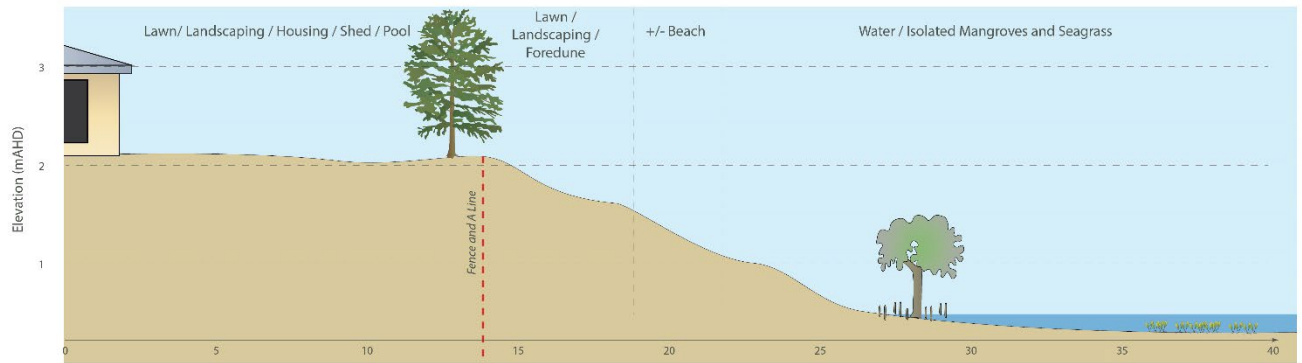 Lawn/ Landscaping / Housing / Shed / Pool
Lawn /
Landscaping /
Foredune
+/- Beach
Water / Isolated Mangroves and Seagrass
Elevation (mAHD)
3
2
1
Fence and A Line
0 5 10 15 20 25 30 35 40